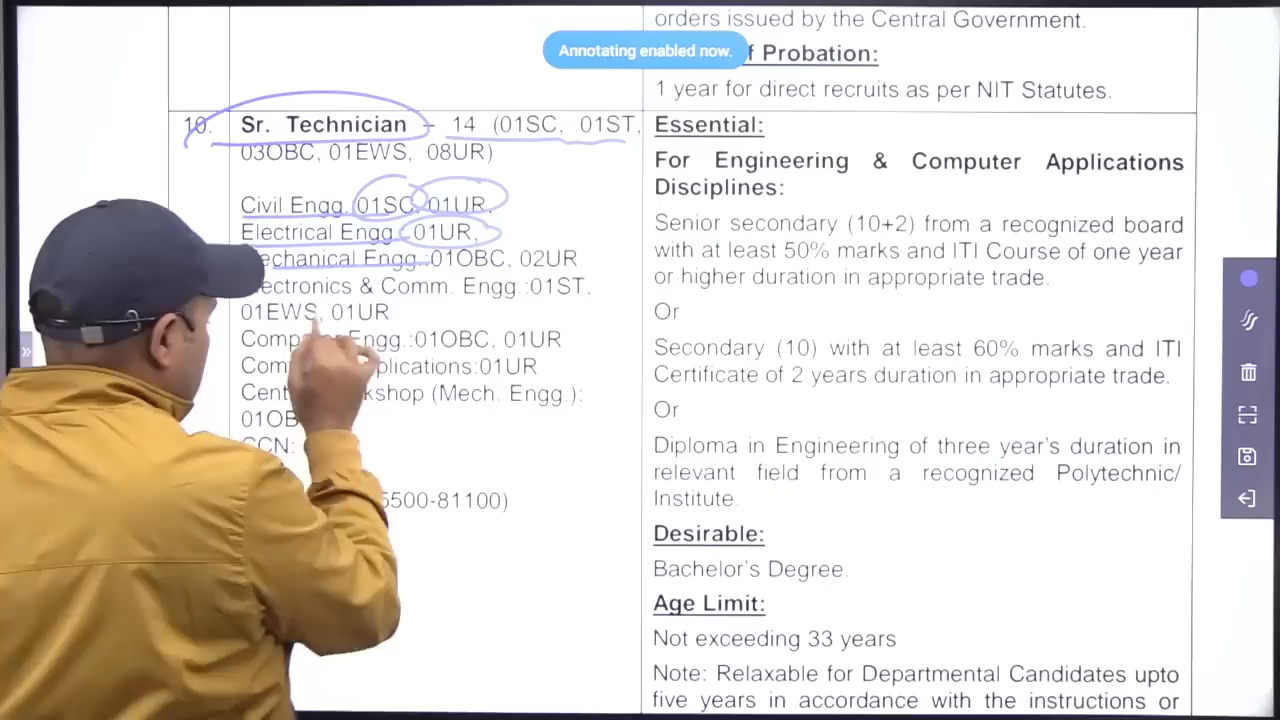 orders issued by the Central Government.
Annotating enabled now.
f Probation:
1 year for direct recruits as per NIT Statutes.
10. Sr. Technician – 14 (01SC, 01ST,
03OBC, 01EWS, 08UR)
Civil Engg. 01SC, 01UR,
Electrical Engg. 01UR,
echanical Engg.:01OBC, 02UR
ectronics & Comm. Engg.:01ST,
01EWS, 01UR
Engg.:01OBC, 01UR
plications:01UR
kshop (Mech. Engg.):
01OB
CCN:
5500-81100)
Essential:
For Engineering & Computer Applications
Disciplines:
Senior secondary (10+2) from a recognized board
with at least 50% marks and ITI Course of one year
or higher duration in appropriate trade.
Or
Secondary (10) with at least 60% marks and ITI
Certificate of 2 years duration in appropriate trade.
Or
Diploma in Engineering of three year's duration in
relevant field from a recognized Polytechnic/
Institute.
Desirable:
Bachelor's Degree.
Age Limit:
Not exceeding 33 years
Note: Relaxable for Departmental Candidates upto
five years in accordance with the instructions or